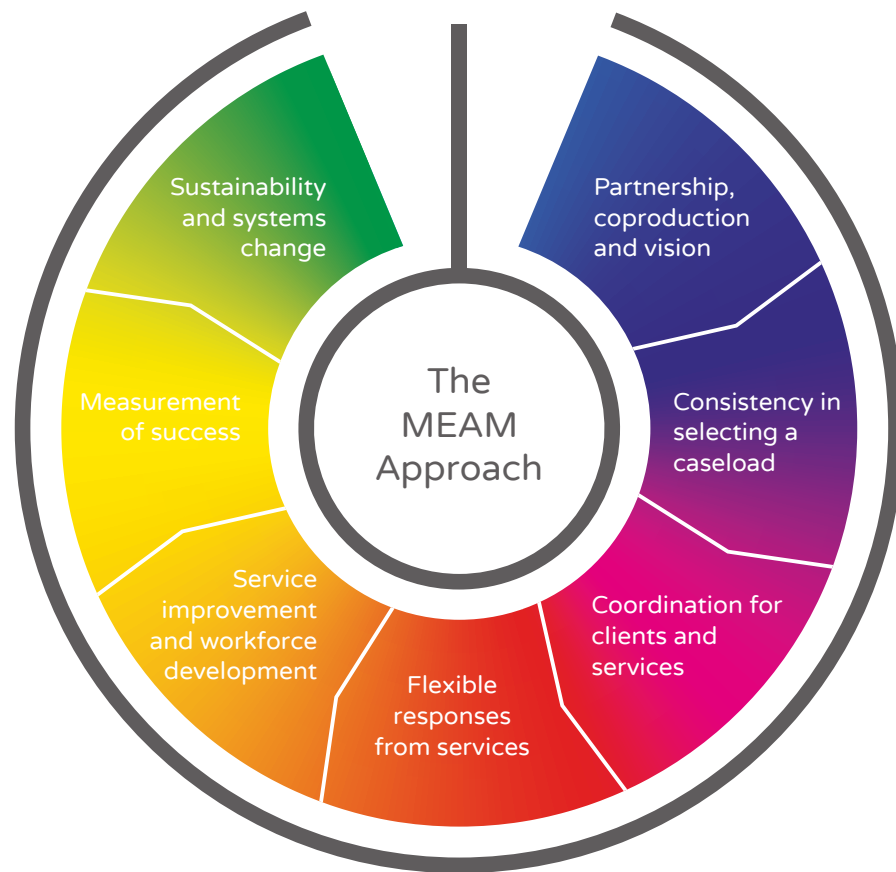 The
MEAM
Approach
Partnership,
coproduction
and vision
Consistency in
selecting a
caseload
Coordination for
clients and
services
Flexible
responses
from services
Service
improvement
and workforce
development
Measurement
of success
Sustainability
and systems
change